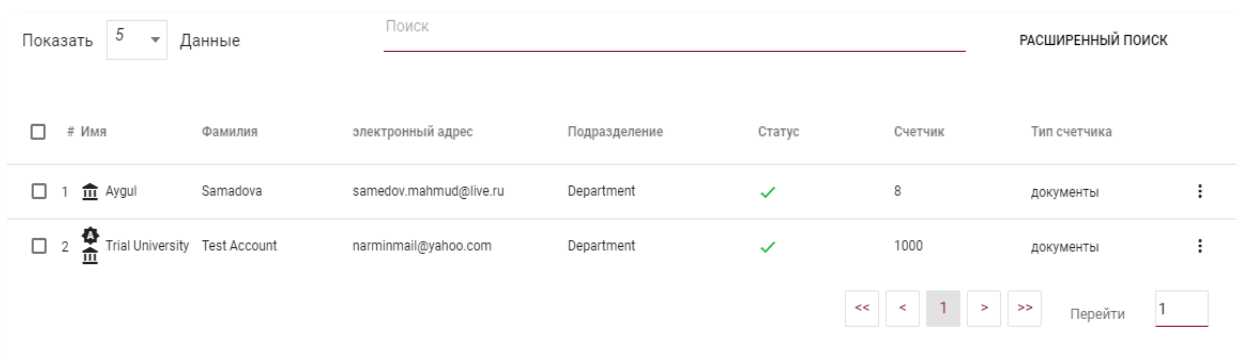 Показать 5 Данные Поиск РАСШИРЕННЫЙ ПОИСК
# Имя Фамилия электронный адрес Подразделение Статус Счетчик Тип счетчика
1 Aygul Samadova samedov.mahmud@live.ru Department 8 документы
2 Trial University Test Account narminmail@yahoo.com Department 1000 документы
<< < 1 > >> Перейти 1